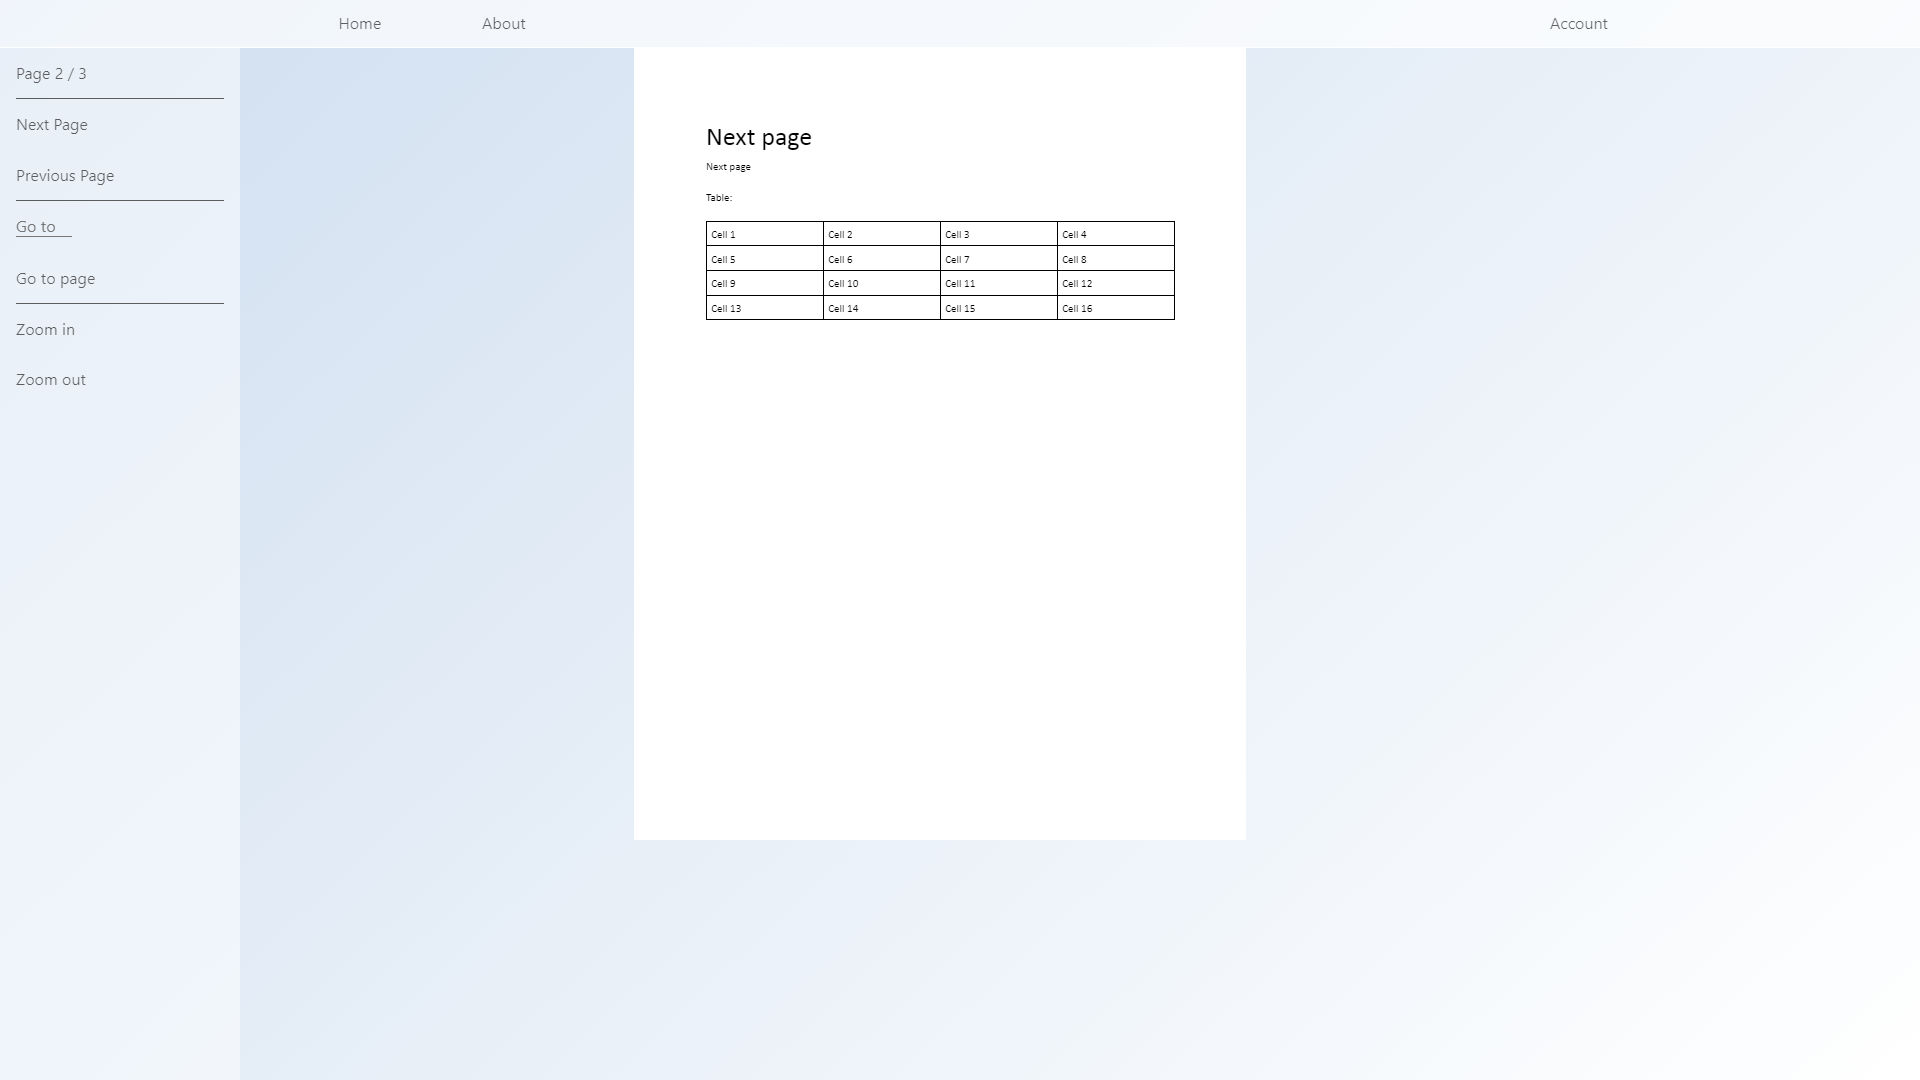 Home About Account
Page 2 / 3
Next Page
Previous Page
Go to
Go to page
Zoom in
Zoom out
Next page
Next page
Table:
Cell 1 Cell 2 Cell 3 Cell 4
Cell 5 Cell 6 Cell 7 Cell 8
Cell 9 Cell 10 Cell 11 Cell 12
Cell 13 Cell 14 Cell 15 Cell 16